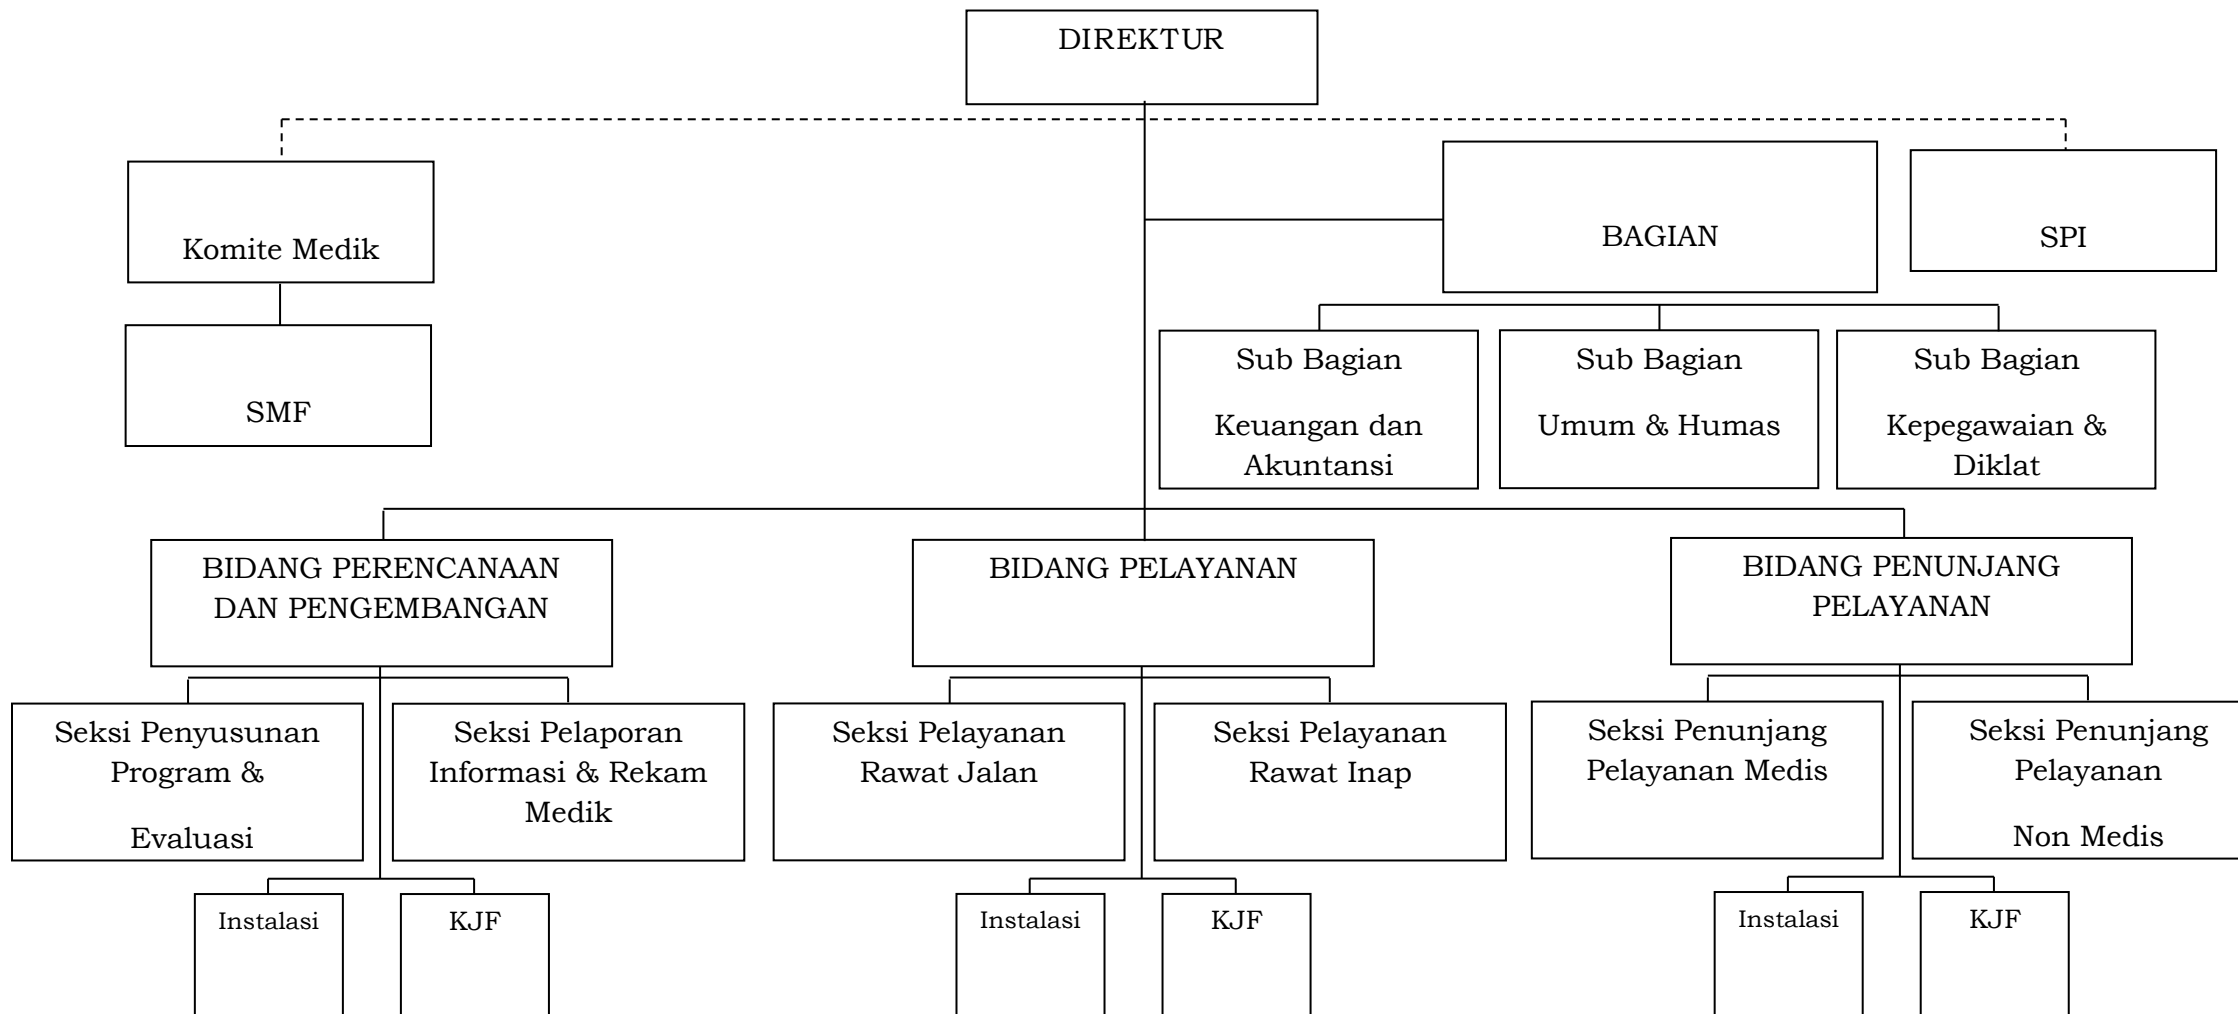 DIREKTUR
Komite Medik
BAGIAN
SPI
SMF
Sub Bagian
Keuangan dan
Akuntansi
Sub Bagian
Umum & Humas
Sub Bagian
Kepegawaian &
Diklat
BIDANG PERENCANAAN
DAN PENGEMBANGAN
BIDANG PELAYANAN
BIDANG PENUNJANG
PELAYANAN
Seksi Penyusunan
Program &
Evaluasi
Seksi Pelaporan
Informasi & Rekam
Medik
Seksi Pelayanan
Rawat Jalan
Seksi Pelayanan
Rawat Inap
Seksi Penunjang
Pelayanan Medis
Seksi Penunjang
Pelayanan
Non Medis
Instalasi
KJF
Instalasi
KJF
Instalasi
KJF